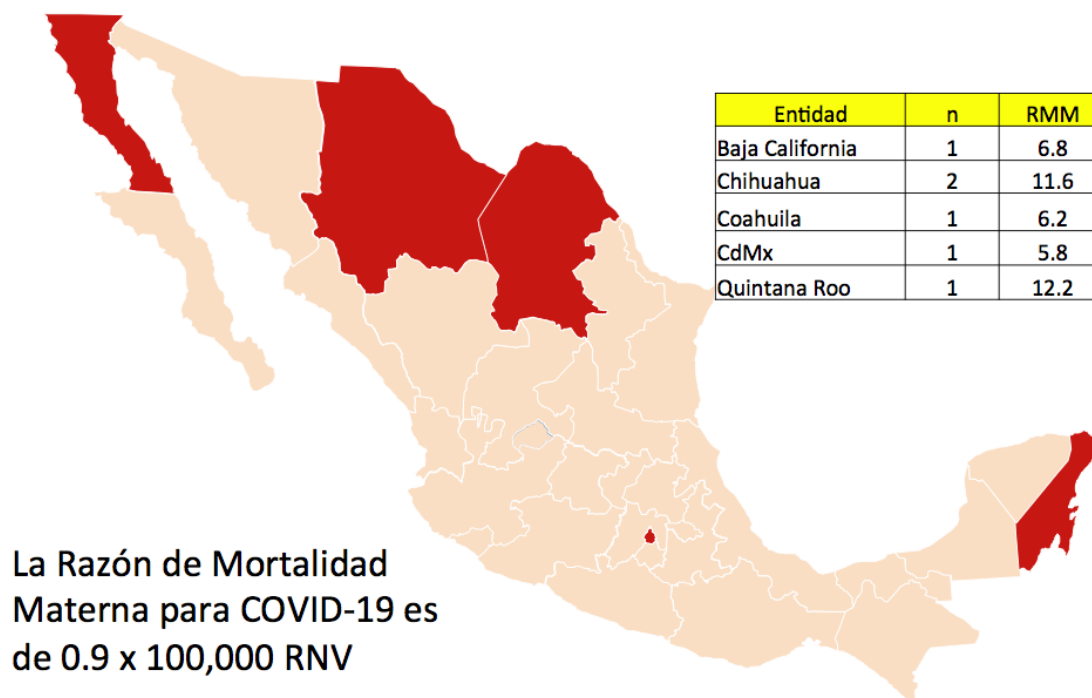 Entidad n RMM
Baja California 1 6.8
Chihuahua 2 11.6
Coahuila 1 6.2
CdMx 1 5.8
Quintana Roo 1 12.2
La Razón de Mortalidad
Materna para COVID-19 es
de 0.9 x 100,000 RNV